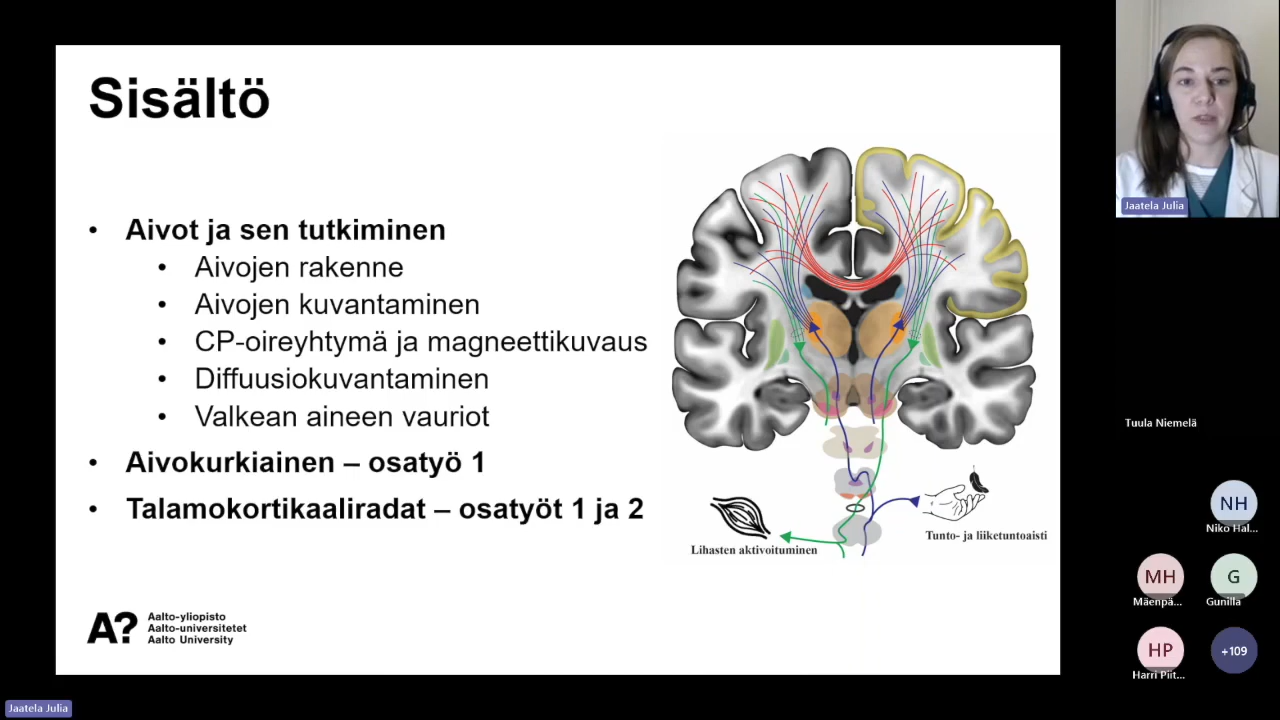 Sisältö
• Aivot ja sen tutkiminen
• Aivojen rakenne
• Aivojen kuvantaminen
• CP-oireyhtymä ja magneettikuvaus
• Diffuusiokuvantaminen
• Valkean aineen vauriot
• Aivokurkiainen – osatyö 1
• Talamokortikaaliradat – osatyöt 1 ja 2
Lihasten aktivoituminen
Tunto- ja liiketuntoaisti
A?
Aalto-yliopisto
Aalto-universitetet
Aalto University
Jaatela Julia
Tuula Niemelä
NH
Niko Hal...
MH
Mäenpä...
G
Gunilla
HP
Harri Piit...
+109
Jaatela Julia